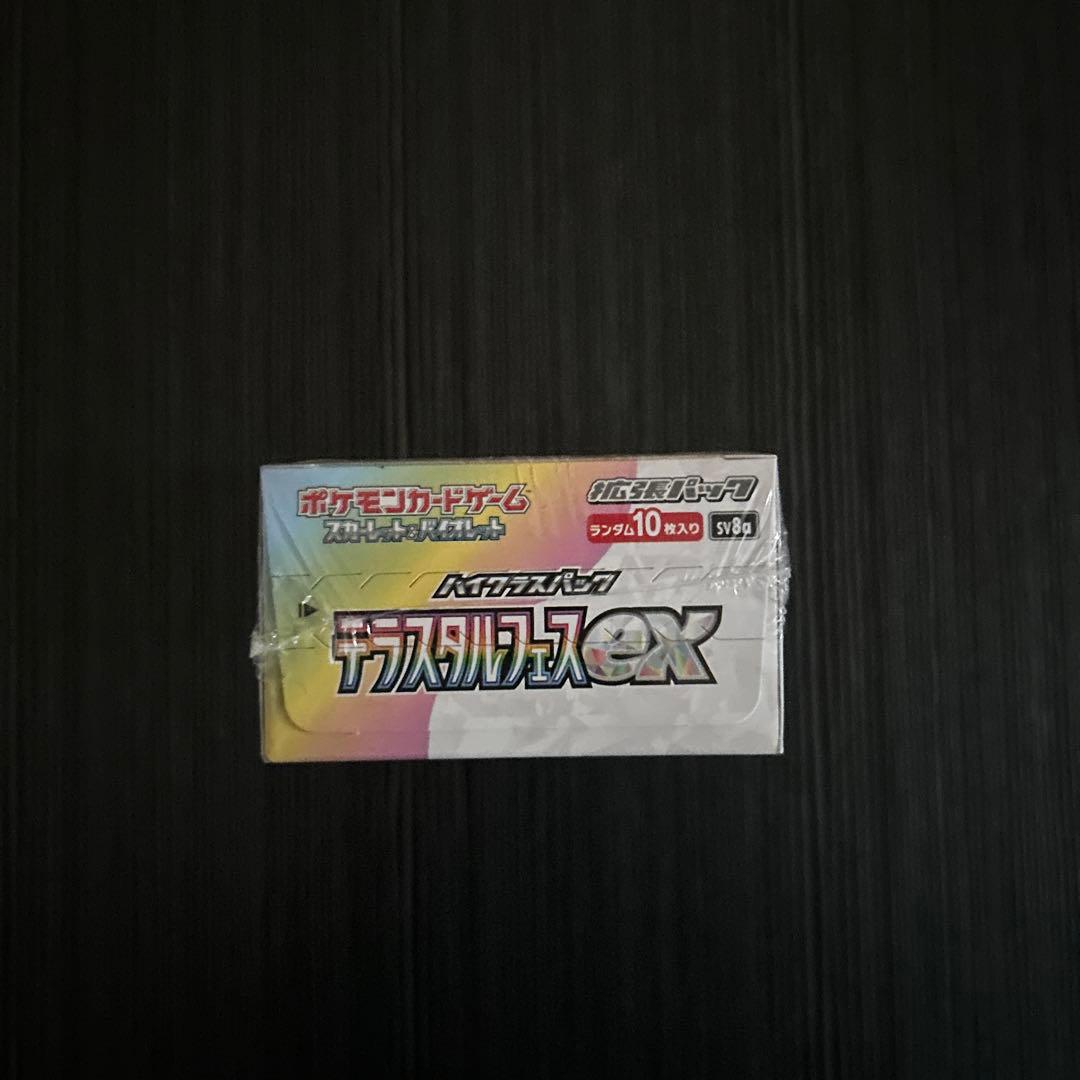 ポケモンカードゲーム
スカーレット&バイオレット
拡張パック
ランダム10枚入り
SV8a
ハイクラスパック
テラスタルフェスex